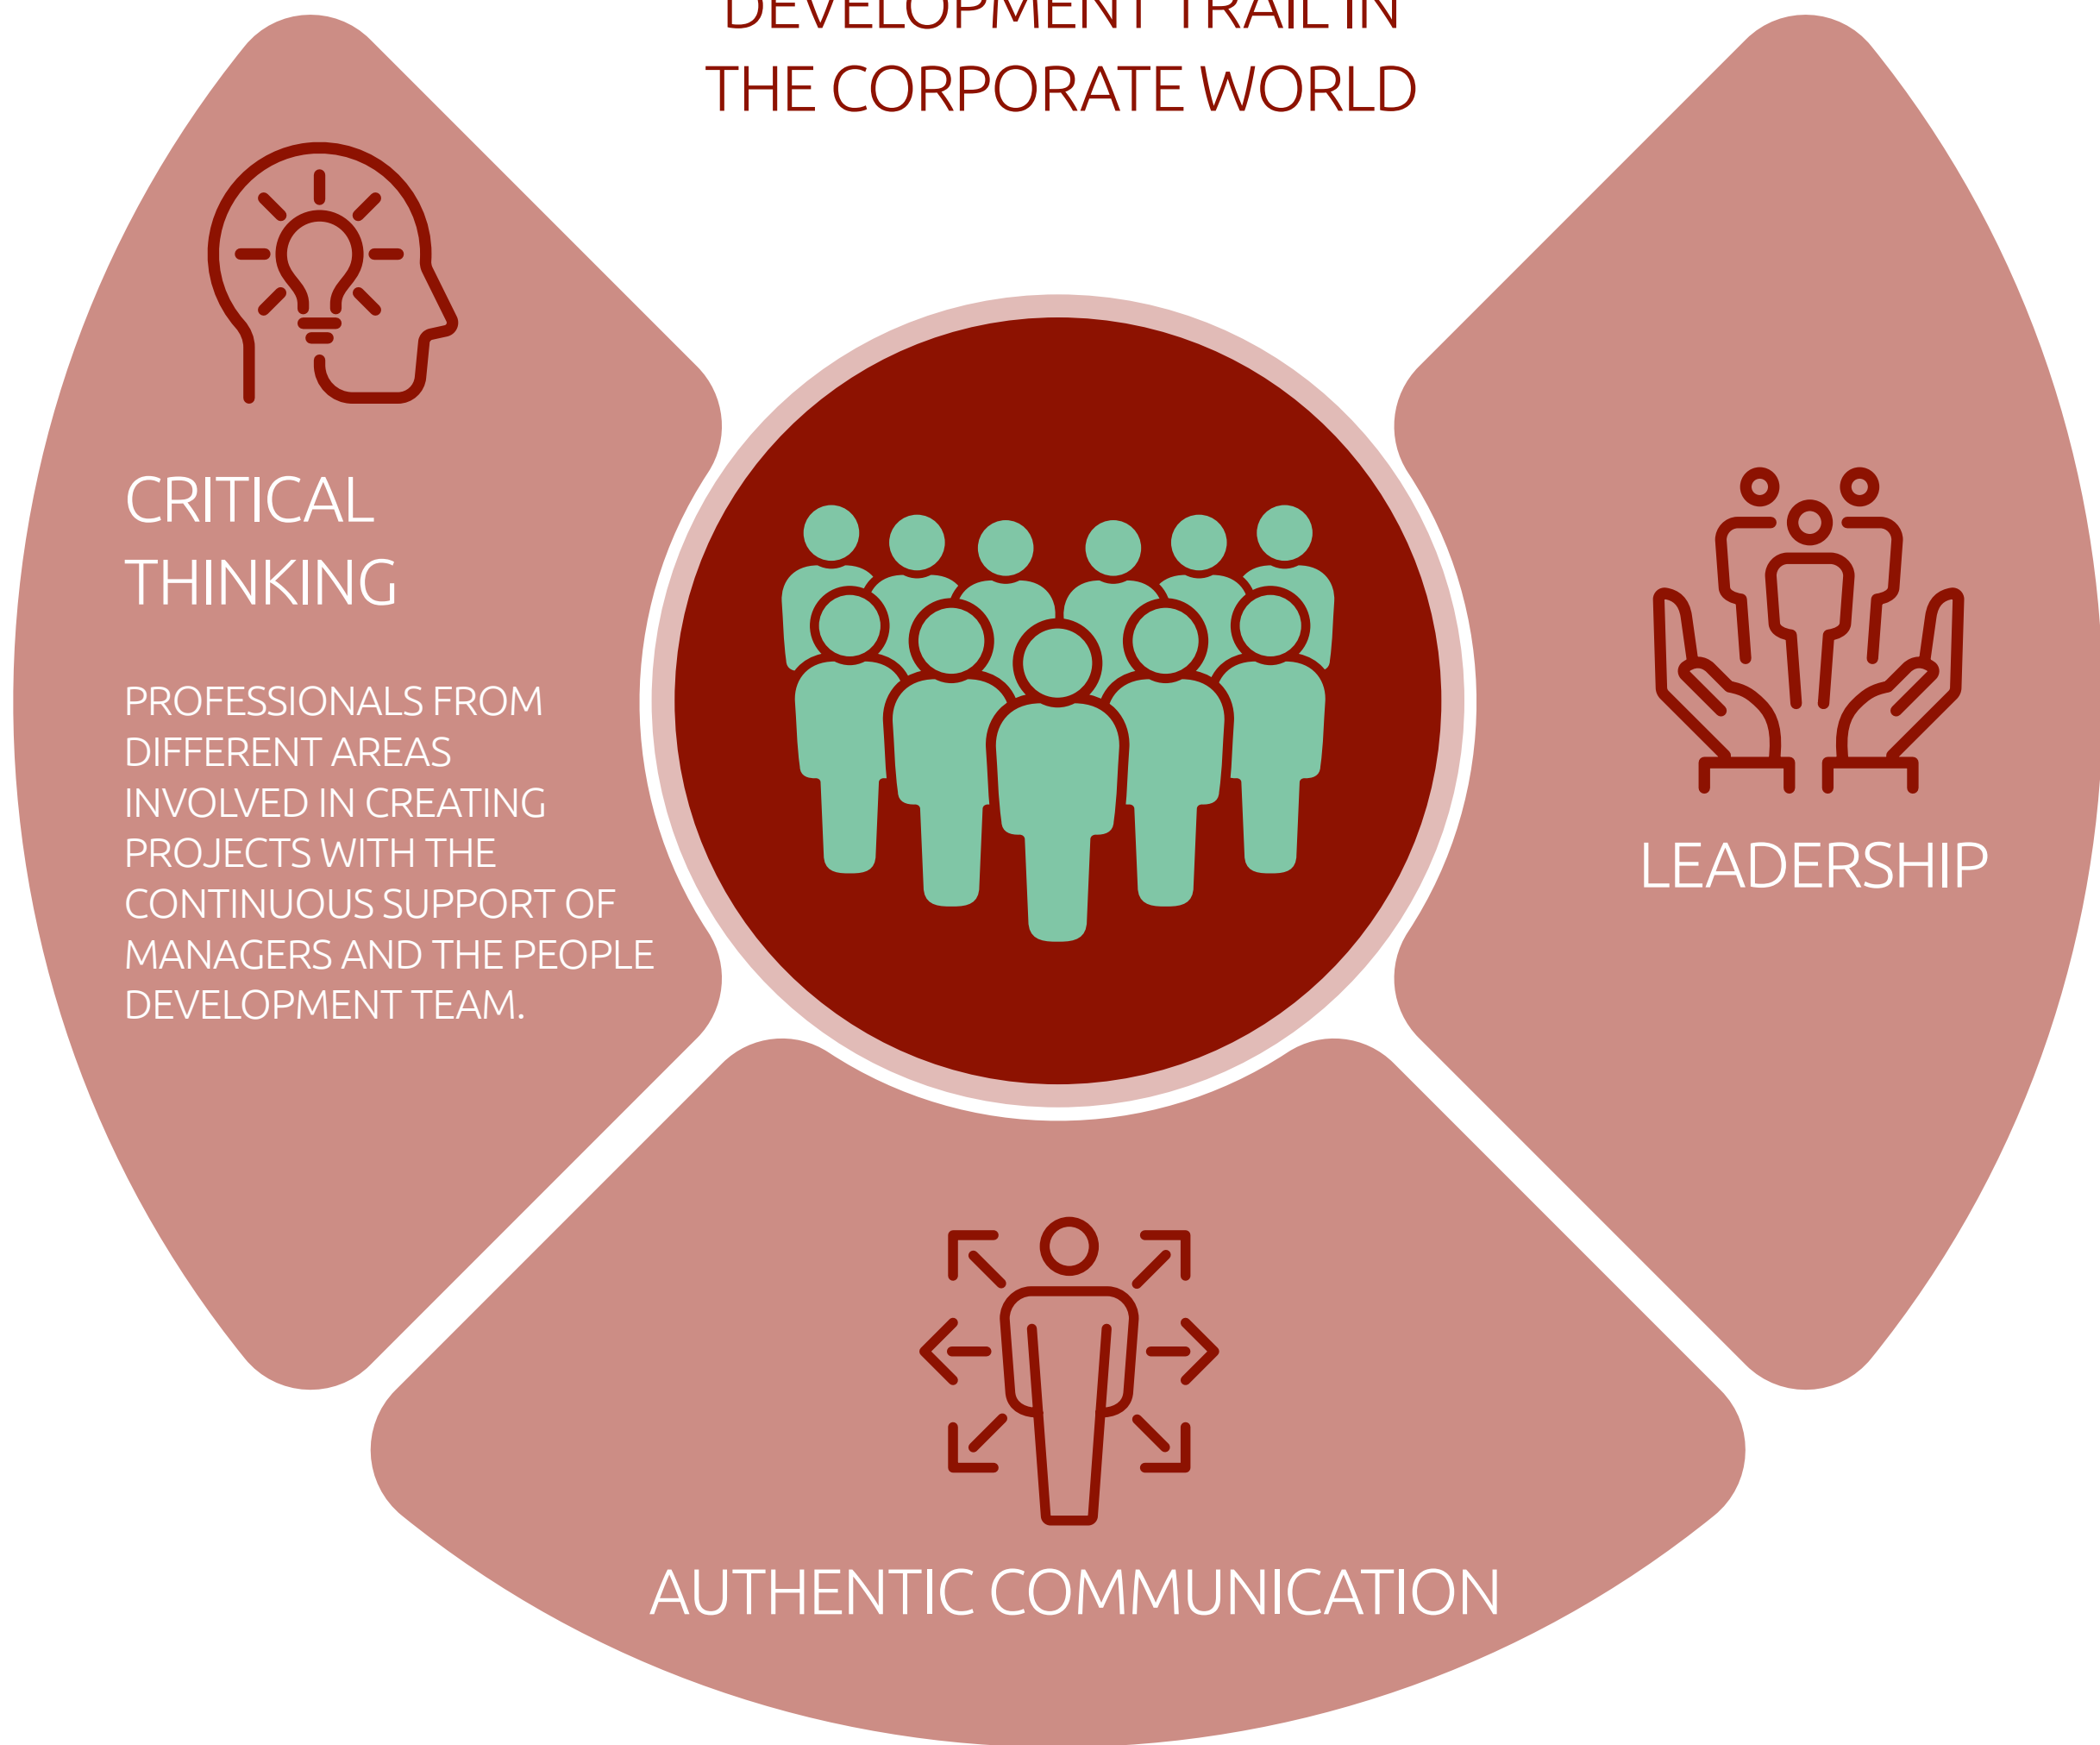 DEVELOPMENT TRAIL IN
THE CORPORATE WORLD
CRITICAL
THINKING
PROFESSIONALS FROM
DIFFERENT AREAS
INVOLVED IN CREATING
PROJECTS WITH THE
CONTINUOUS SUPPORT OF
MANAGERS AND THE PEOPLE
DEVELOPMENT TEAM.
LEADERSHIP
AUTHENTIC COMMUNICATION